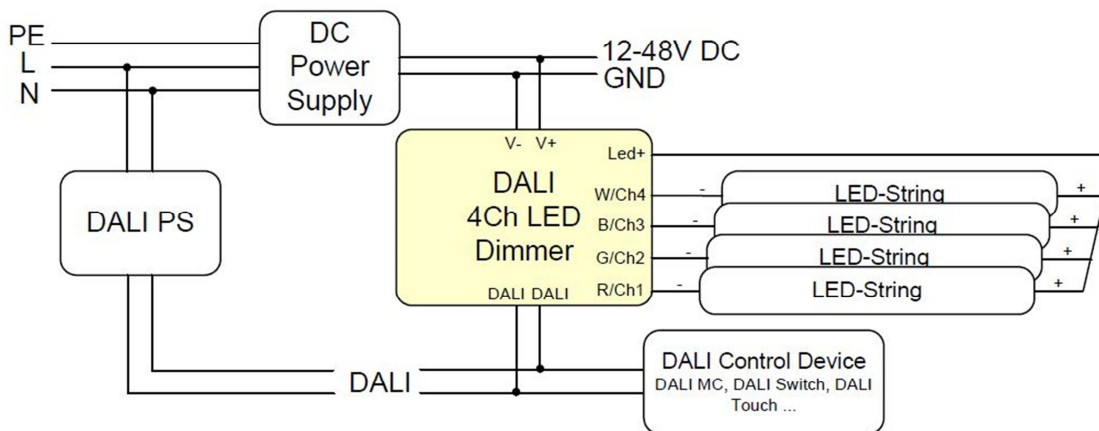 PE
L
N
DC
Power
Supply
12-48V DC
GND
V- V+
DALI
4Ch LED
Dimmer
Led+
W/Ch4
B/Ch3
G/Ch2
R/Ch1
DALI DALI
- LED-String +
- LED-String +
- LED-String +
- LED-String +
DALI PS
DALI
DALI Control Device
DALI MC, DALI Switch, DALI
Touch ...